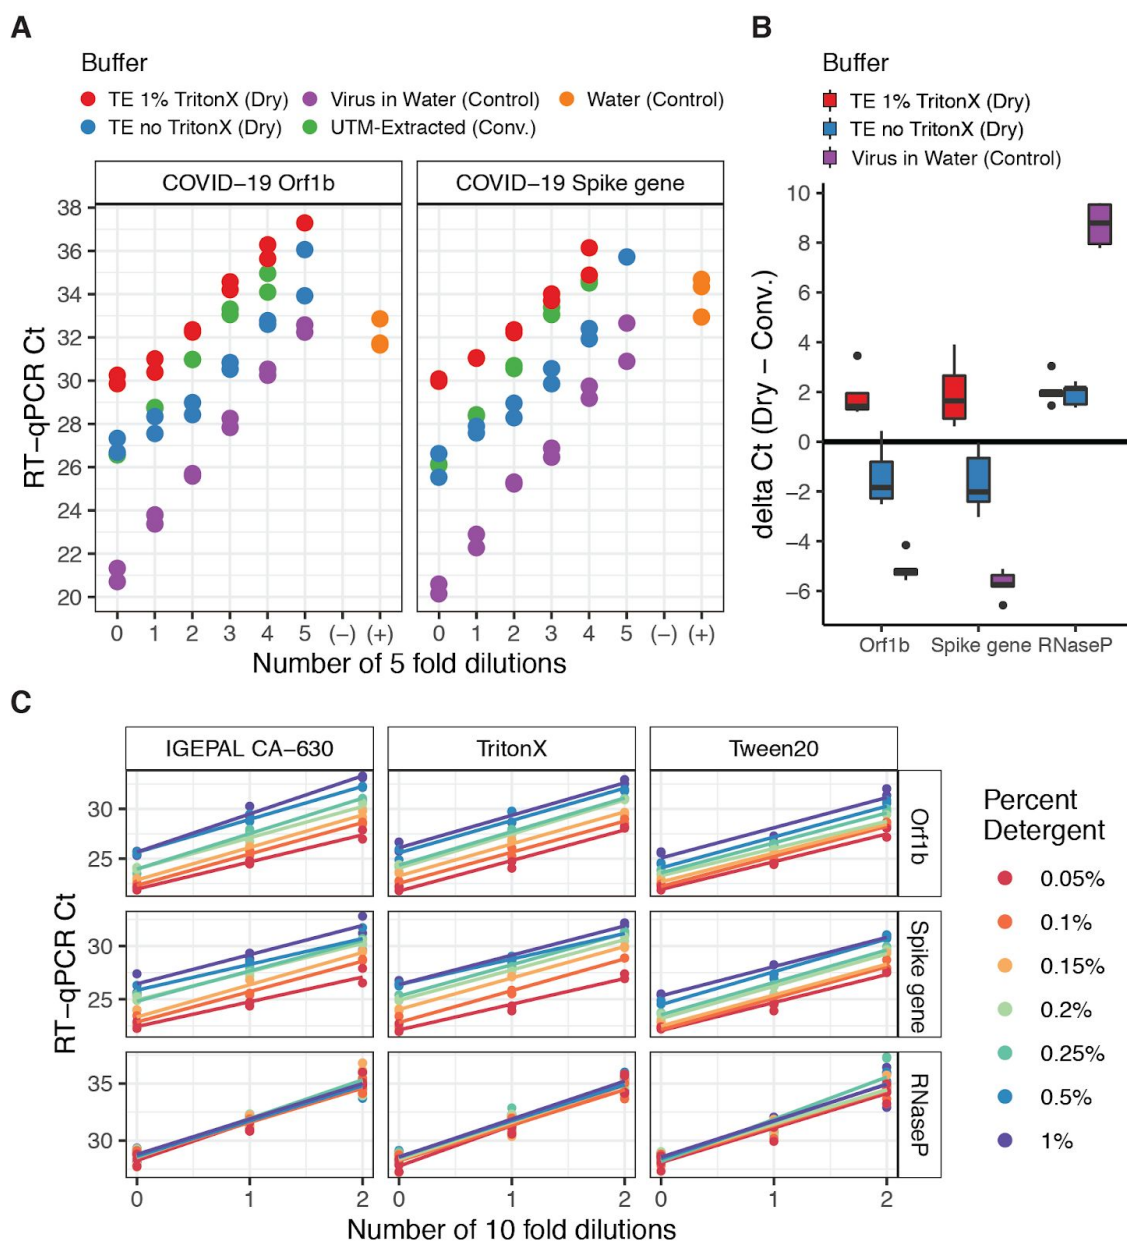 A
Buffer
TE 1% TritonX (Dry) Virus in Water (Control) Water (Control)
TE no TritonX (Dry) UTM-Extracted (Conv.)
COVID−19 Orf1b COVID−19 Spike gene
RT−qPCR Ct
38
36
34
32
30
28
26
24
22
20
0 1 2 3 4 5 (−) (+) 0 1 2 3 4 5 (−) (+)
Number of 5 fold dilutions
B
Buffer
TE 1% TritonX (Dry)
TE no TritonX (Dry)
Virus in Water (Control)
delta Ct (Dry − Conv.)
10
8
6
4
2
0
−2
−4
−6
Orf1b Spike gene RNaseP
C
IGEPAL CA−630 TritonX Tween20
RT−qPCR Ct
30
25
Orf1b
30
25
Spike gene
35
30
RNaseP
0 1 2 0 1 2 0 1 2
Number of 10 fold dilutions
Percent
Detergent
0.05%
0.1%
0.15%
0.2%
0.25%
0.5%
1%